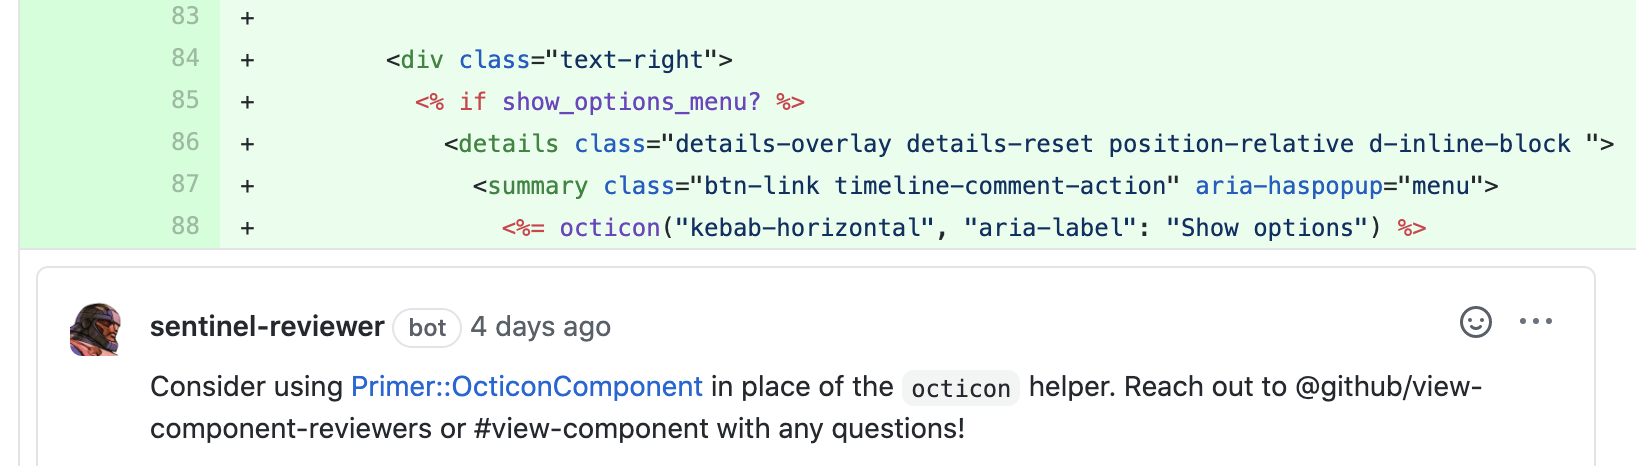 83 +
84 + <div class="text-right">
85 + <% if show_options_menu? %>
86 + <details class="details-overlay details-reset position-relative d-inline-block ">
87 + <summary class="btn-link timeline-comment-action" aria-haspopup="menu">
88 + <%= octicon("kebab-horizontal", "aria-label": "Show options") %>
sentinel-reviewer bot 4 days ago
Consider using Primer::OcticonComponent in place of the octicon helper. Reach out to @github/view-
component-reviewers or #view-component with any questions!